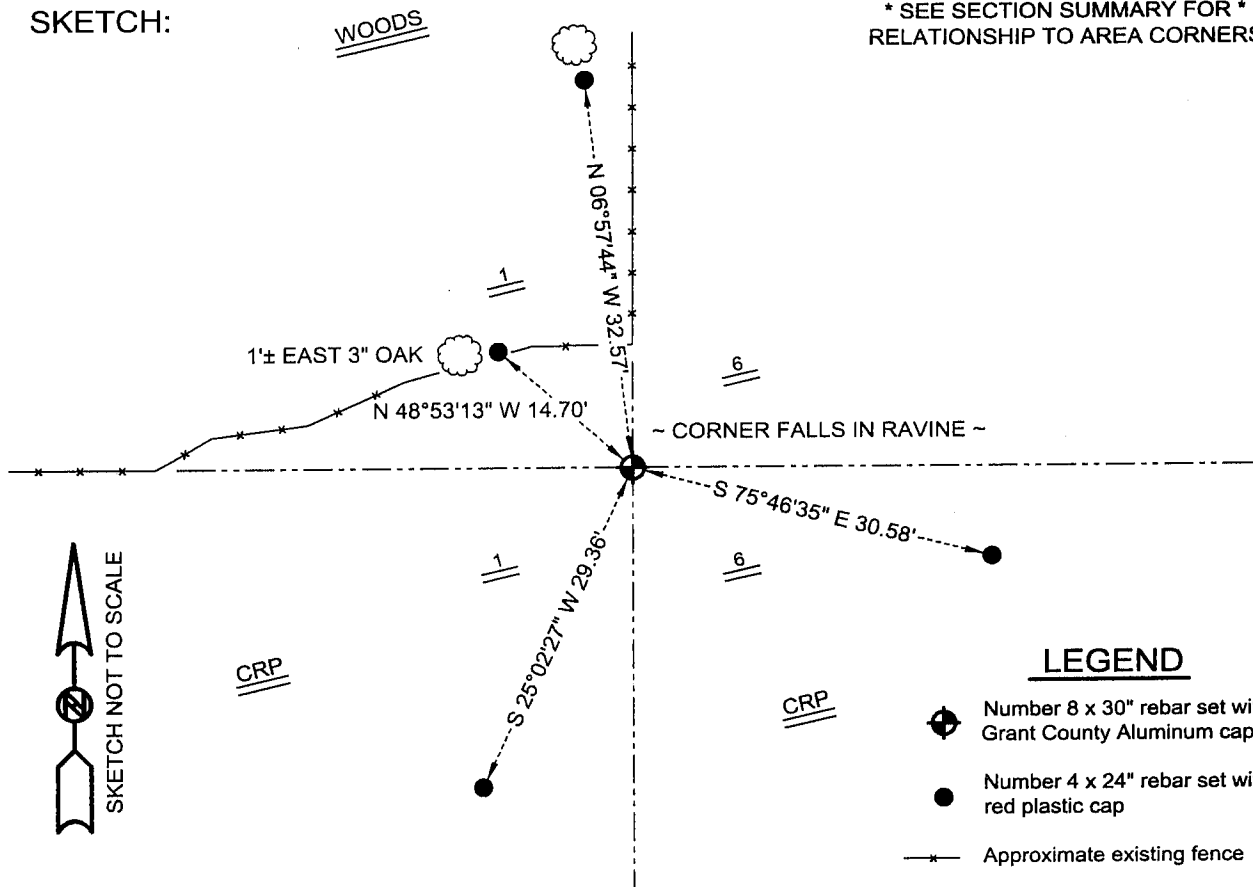 SKETCH:
WOODS
* SEE SECTION SUMMARY FOR *
RELATIONSHIP TO AREA CORNERS
N 06°57'44" W 32.57'
1
1'± EAST 3" OAK
6
N 48°53'13" W 14.70'
~ CORNER FALLS IN RAVINE ~
S 75°46'35" E 30.58'
1
6
S 25°02'27" W 29.36'
SKETCH NOT TO SCALE
N
CRP
CRP
LEGEND
Number 8 x 30" rebar set wi
Grant County Aluminum cap
Number 4 x 24" rebar set wi
red plastic cap
Approximate existing fence